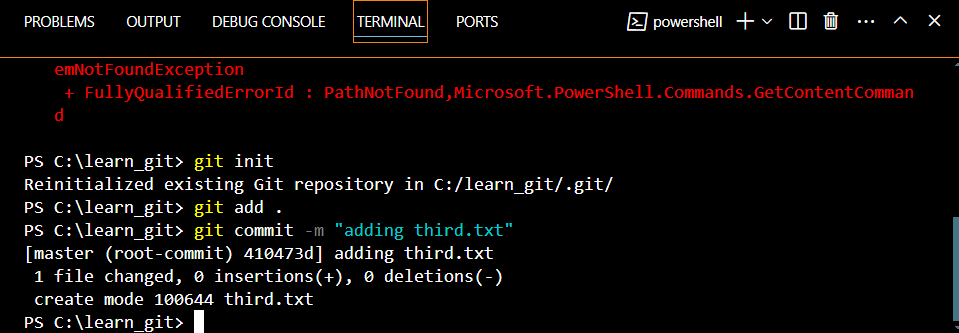 PROBLEMS OUTPUT DEBUG CONSOLE TERMINAL PORTS powershell
emNotFoundException
+ FullyQualifiedErrorId : PathNotFound,Microsoft.PowerShell.Commands.GetContentComman
d
PS C:\learn_git> git init
Reinitialized existing Git repository in C:/learn_git/.git/
PS C:\learn_git> git add .
PS C:\learn_git> git commit -m "adding third.txt"
[master (root-commit) 410473d] adding third.txt
1 file changed, 0 insertions(+), 0 deletions(-)
create mode 100644 third.txt
PS C:\learn_git>